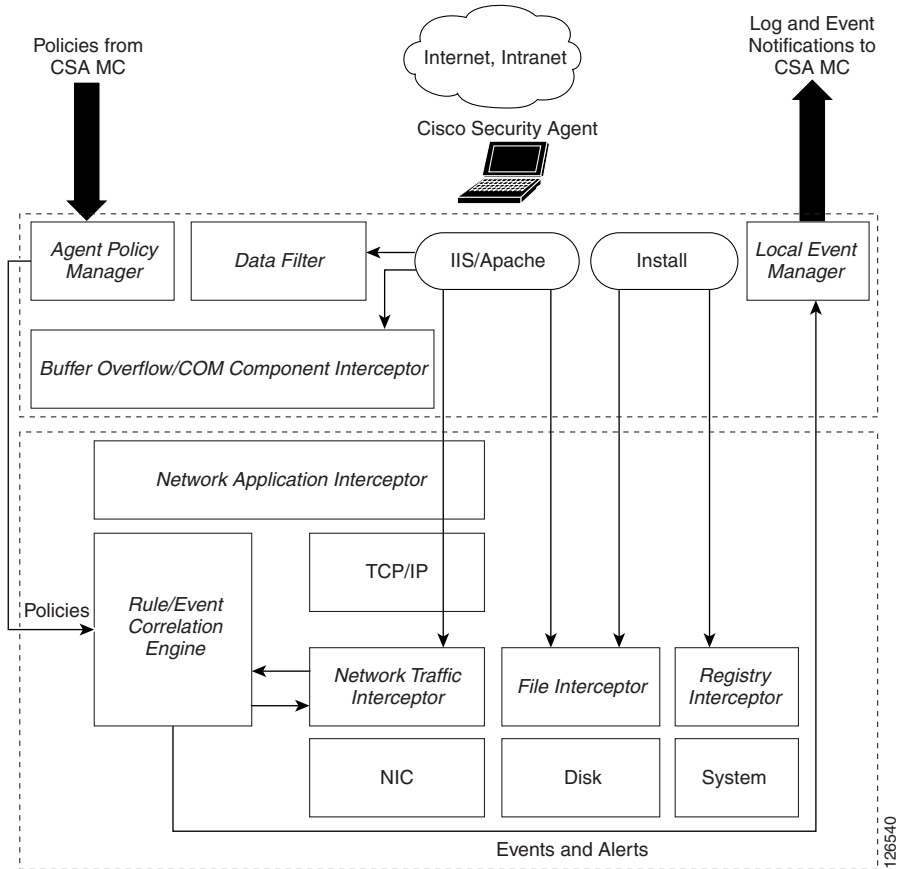 Policies from
CSA MC
Internet, Intranet
Log and Event
Notifications to
CSA MC
Cisco Security Agent
Agent Policy
Manager
Data Filter
IIS/Apache
Install
Local Event
Manager
Buffer Overflow/COM Component Interceptor
Network Application Interceptor
TCP/IP
Policies
Rule/Event
Correlation
Engine
Network Traffic
Interceptor
File Interceptor
Registry
Interceptor
NIC
Disk
System
Events and Alerts
126540